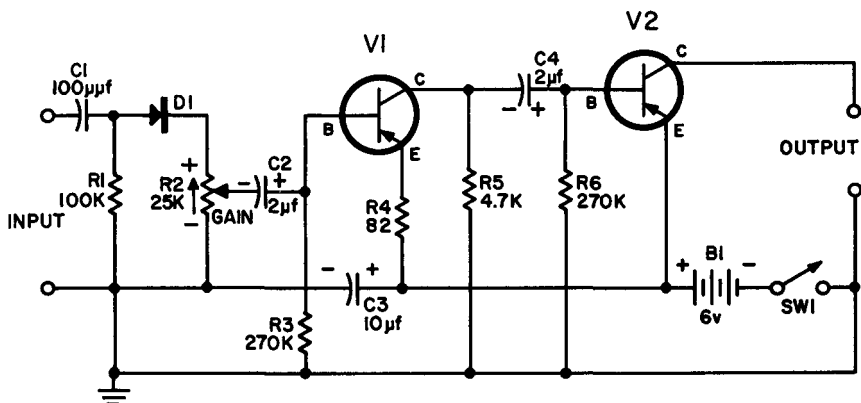 V1
V2
C1
100μμf
D1
C
B
E
C4
2μf
- +
C
B
E
OUTPUT
INPUT
R1
100K
+
R2
25K
-
GAIN
C2
- +
2μf
R4
82
R5
4.7K
R6
270K
- +
C3
10μf
R3
270K
B1
+ -
6v
SW1